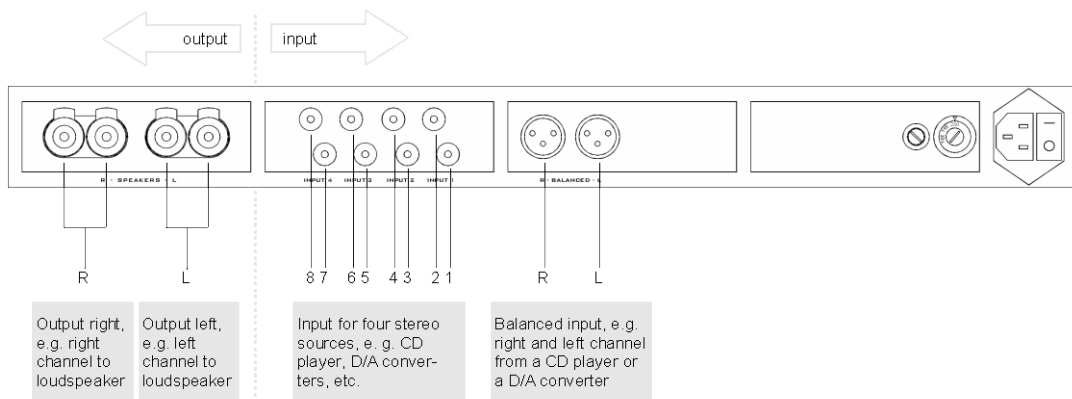 output
input
R - SPEAKERS - L
INPUT 4
INPUT 3
INPUT 2
INPUT 1
R - BALANCED - L
R
L
8 7 6 5 4 3 2 1
R
L
Output right,
e.g. right
channel to
loudspeaker
Output left,
e.g. left
channel to
loudspeaker
Input for four stereo
sources, e. g. CD
player, D/A conver-
ters, etc.
Balanced input, e.g.
right and left channel
from a CD player or
a D/A converter